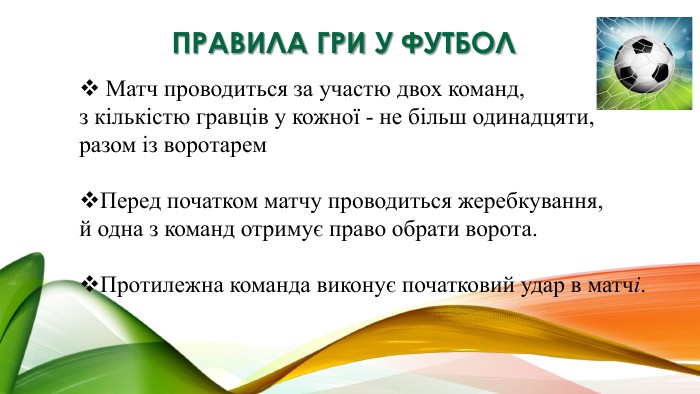 ПРАВИЛА ГРИ У ФУТБОЛ
❖ Матч проводиться за участю двох команд,
з кількістю гравців у кожної - не більш одинадцяти,
разом із воротарем
❖Перед початком матчу проводиться жеребкування,
й одна з команд отримує право обрати ворота.
❖Протилежна команда виконує початковий удар в матчі.